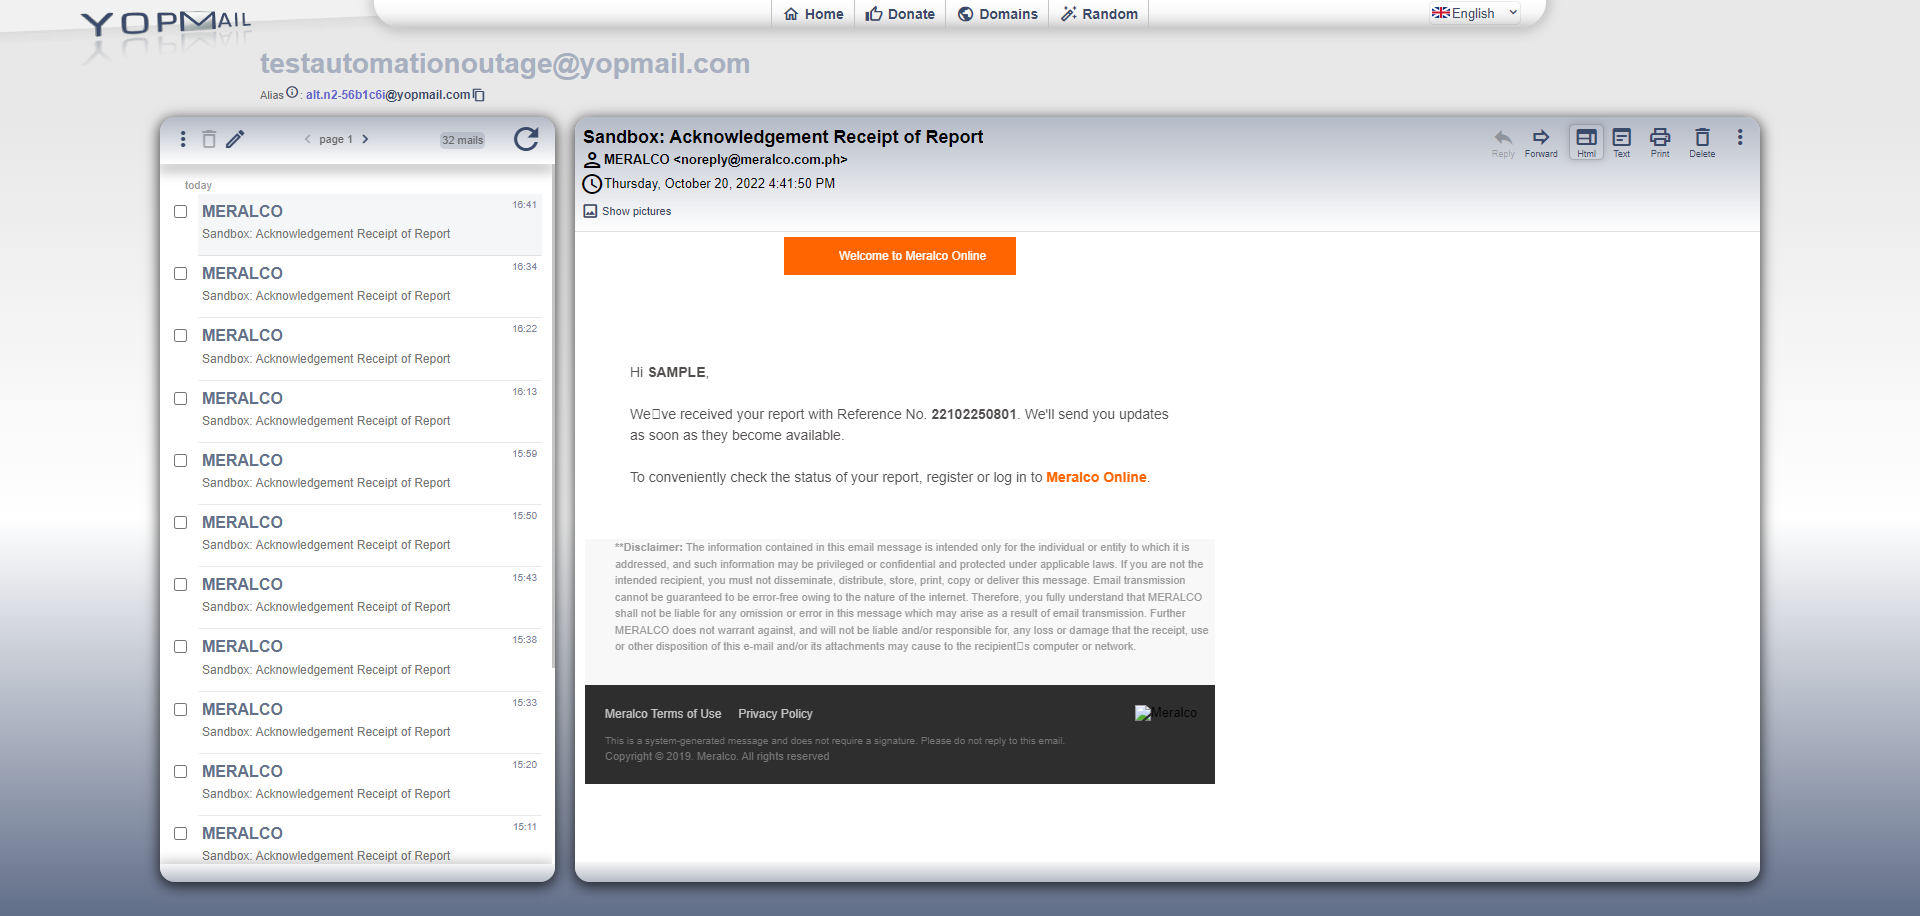 YOPMAIL
Home
Donate
Domains
Random
English
testautomationoutage@yopmail.com
Alias : alt.n2-56b1c6i@yopmail.com
page 1
32 mails
today
MERALCO
16:41
Sandbox: Acknowledgement Receipt of Report
MERALCO
16:34
Sandbox: Acknowledgement Receipt of Report
MERALCO
16:22
Sandbox: Acknowledgement Receipt of Report
MERALCO
16:13
Sandbox: Acknowledgement Receipt of Report
MERALCO
15:59
Sandbox: Acknowledgement Receipt of Report
MERALCO
15:50
Sandbox: Acknowledgement Receipt of Report
MERALCO
15:43
Sandbox: Acknowledgement Receipt of Report
MERALCO
15:38
Sandbox: Acknowledgement Receipt of Report
MERALCO
15:33
Sandbox: Acknowledgement Receipt of Report
MERALCO
15:20
Sandbox: Acknowledgement Receipt of Report
MERALCO
15:11
Sandbox: Acknowledgement Receipt of Report
Sandbox: Acknowledgement Receipt of Report
MERALCO <noreply@meralco.com.ph>
Thursday, October 20, 2022 4:41:50 PM
Show pictures
Reply
Forward
Html
Text
Print
Delete
Welcome to Meralco Online
Hi SAMPLE,
We▯ve received your report with Reference No. 22102250801. We'll send you updates
as soon as they become available.
To conveniently check the status of your report, register or log in to Meralco Online.
**Disclaimer: The information contained in this email message is intended only for the individual or entity to which it is
addressed, and such information may be privileged or confidential and protected under applicable laws. If you are not the
intended recipient, you must not disseminate, distribute, store, print, copy or deliver this message. Email transmission
cannot be guaranteed to be error-free owing to the nature of the internet. Therefore, you fully understand that MERALCO
shall not be liable for any omission or error in this message which may arise as a result of email transmission. Further
MERALCO does not warrant against, and will not be liable and/or responsible for, any loss or damage that the receipt, use
or other disposition of this e-mail and/or its attachments may cause to the recipient▯s computer or network.
Meralco Terms of Use
Privacy Policy
Meralco
This is a system-generated message and does not require a signature. Please do not reply to this email.
Copyright © 2019. Meralco. All rights reserved